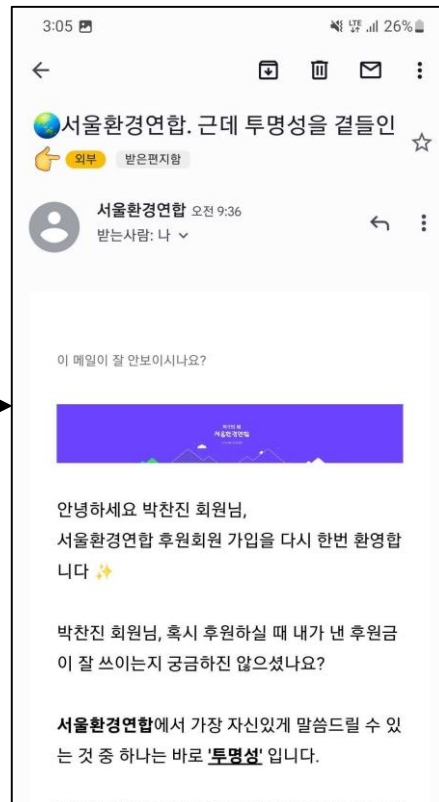 3:05 LTE 26%
🌏서울환경연합. 근데 투명성을 곁들인
👉 외부 받은편지함
서울환경연합 오전 9:36
받는사람: 나
이 메일이 잘 안보이시나요?
서울환경연합
안녕하세요 박찬진 회원님,
서울환경연합 후원회원 가입을 다시 한번 환영합
니다 ✨
박찬진 회원님, 혹시 후원하실 때 내가 낸 후원금
이 잘 쓰이는지 궁금하진 않으셨나요?
서울환경연합에서 가장 자신있게 말씀드릴 수 있
는 것 중 하나는 바로 '투명성' 입니다.